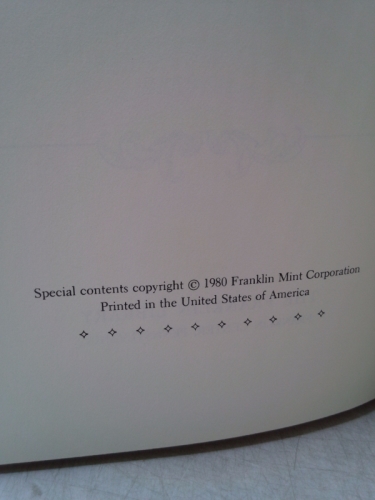 Special contents copyright © 1980 Franklin Mint Corporation
Printed in the United States of America